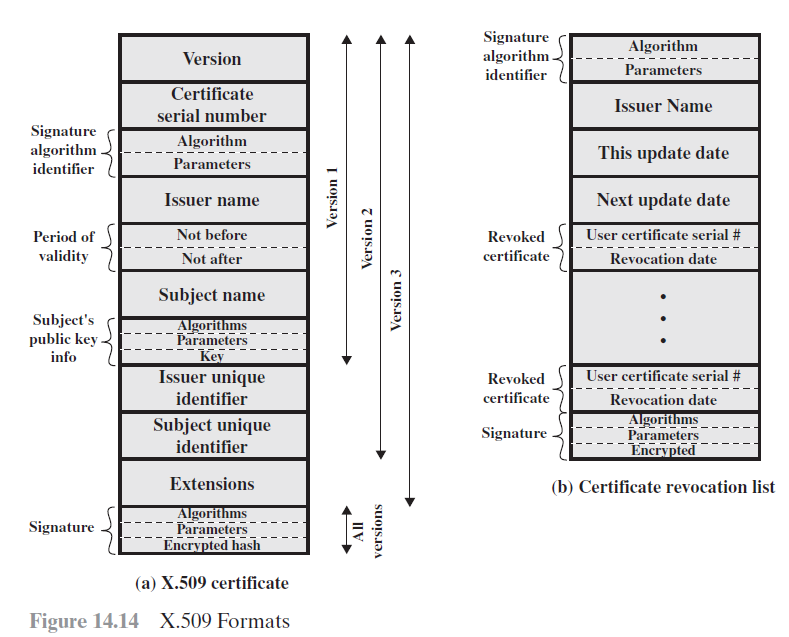 Version
Certificate
serial number
Signature
algorithm
identifier
Algorithm
Parameters
Issuer name
Period of
validity
Not before
Not after
Subject name
Subject's
public key
info
Algorithms
Parameters
Key
Issuer unique
identifier
Subject unique
identifier
Extensions
Signature
Algorithms
Parameters
Encrypted hash
Version 1
Version 2
Version 3
All
versions
(a) X.509 certificate
Signature
algorithm
identifier
Algorithm
Parameters
Issuer Name
This update date
Next update date
Revoked
certificate
User certificate serial #
Revocation date
Revoked
certificate
User certificate serial #
Revocation date
Signature
Algorithms
Parameters
Encrypted
(b) Certificate revocation list
Figure 14.14 X.509 Formats